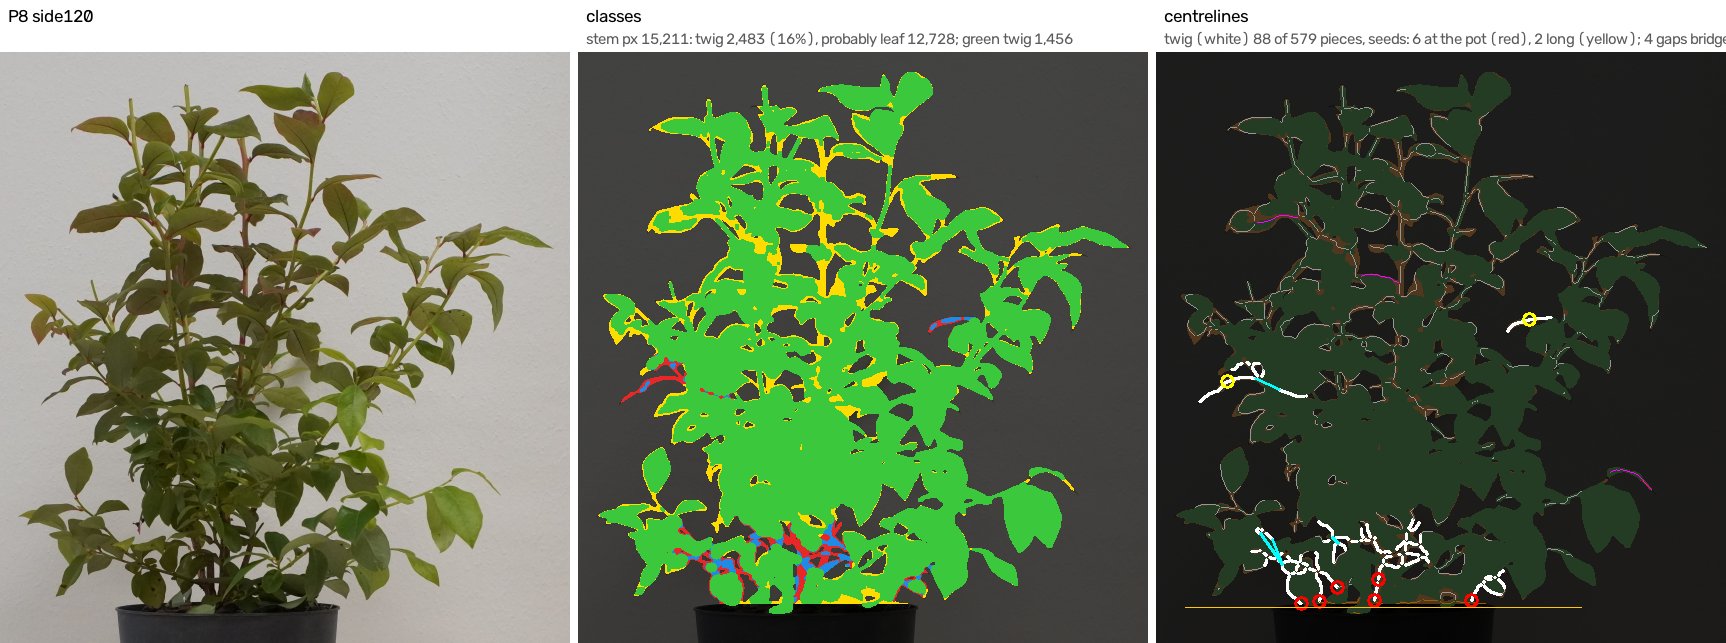 P8 side120
classes
stem px 15,211: twig 2,483 (16%), probably leaf 12,728; green twig 1,456
centrelines
twig (white) 88 of 579 pieces, seeds: 6 at the pot (red), 2 long (yellow); 4 gaps bridge